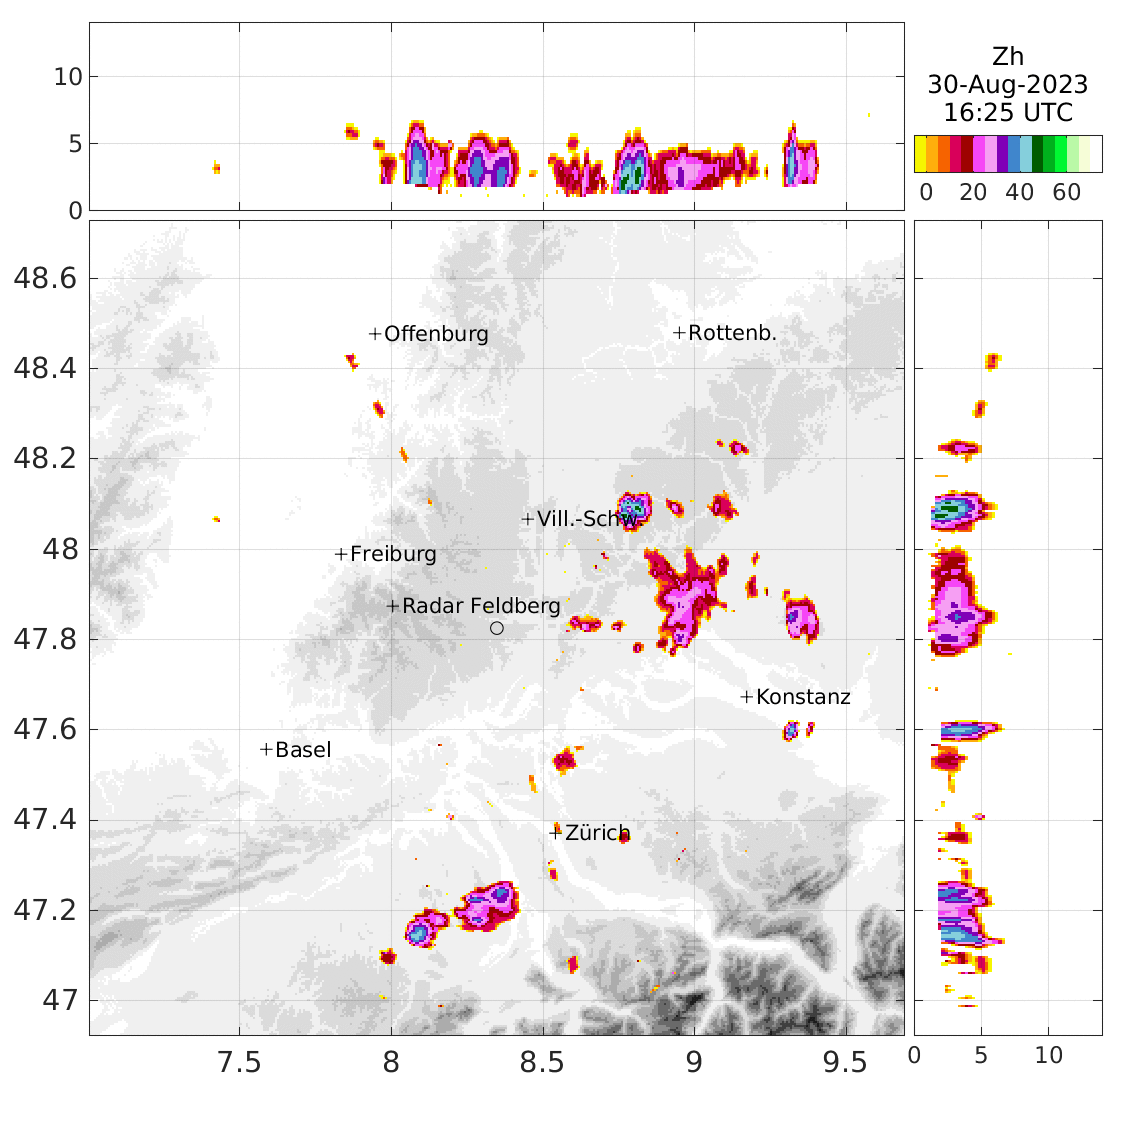 10
5
0
Zh
30-Aug-2023
16:25 UTC
0 20 40 60
48.6
48.4
48.2
48
47.8
47.6
47.4
47.2
47
Offenburg
Rottenb.
Vill.-Schw.
Freiburg
Radar Feldberg
Konstanz
Basel
Zürich
7.5 8 8.5 9 9.5
0 5 10